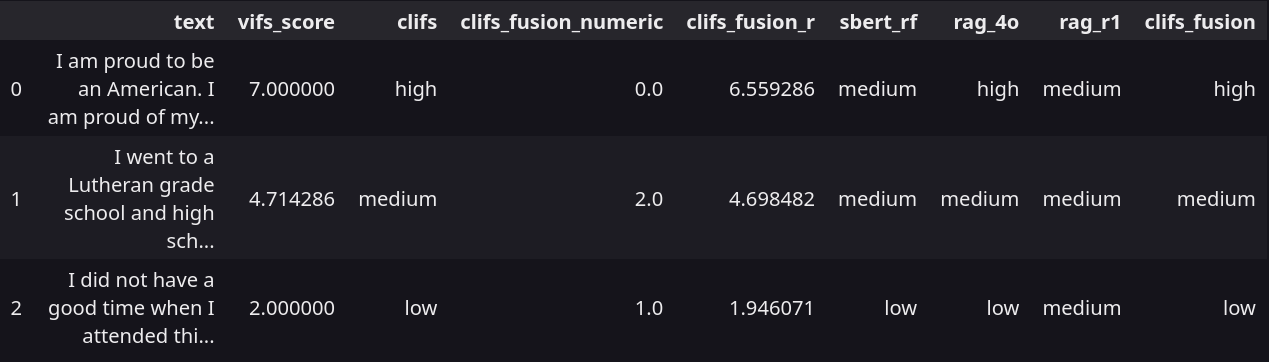 text vifs_score clifs clifs_fusion_numeric clifs_fusion_r sbert_rf rag_4o rag_r1 clifs_fusion
I am proud to be
0 an American. I 7.000000 high 0.0 6.559286 medium high medium high
am proud of my...
I went to a
Lutheran grade
1 school and high 4.714286 medium 2.0 4.698482 medium medium medium medium
sch...
I did not have a
2 good time when I 2.000000 low 1.0 1.946071 low low medium low
attended thi...